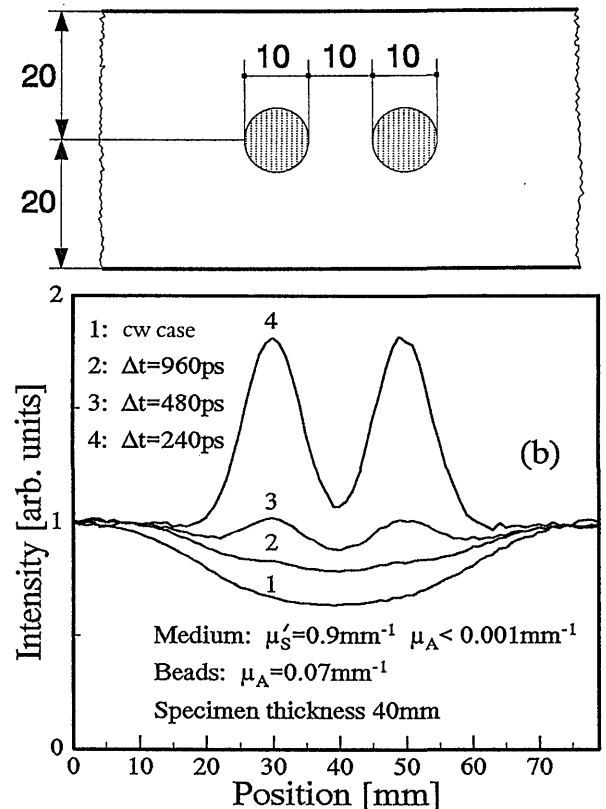 10 10 10
20
20
2
1: cw case
2: Δt=960ps
3: Δt=480ps
4: Δt=240ps
4
(b)
3
1
2
1
Medium: μ′S=0.9mm⁻¹ μA< 0.001mm⁻¹
Beads: μA=0.07mm⁻¹
Specimen thickness 40mm
0
0 10 20 30 40 50 60 70
Position [mm]
Intensity [arb. units]